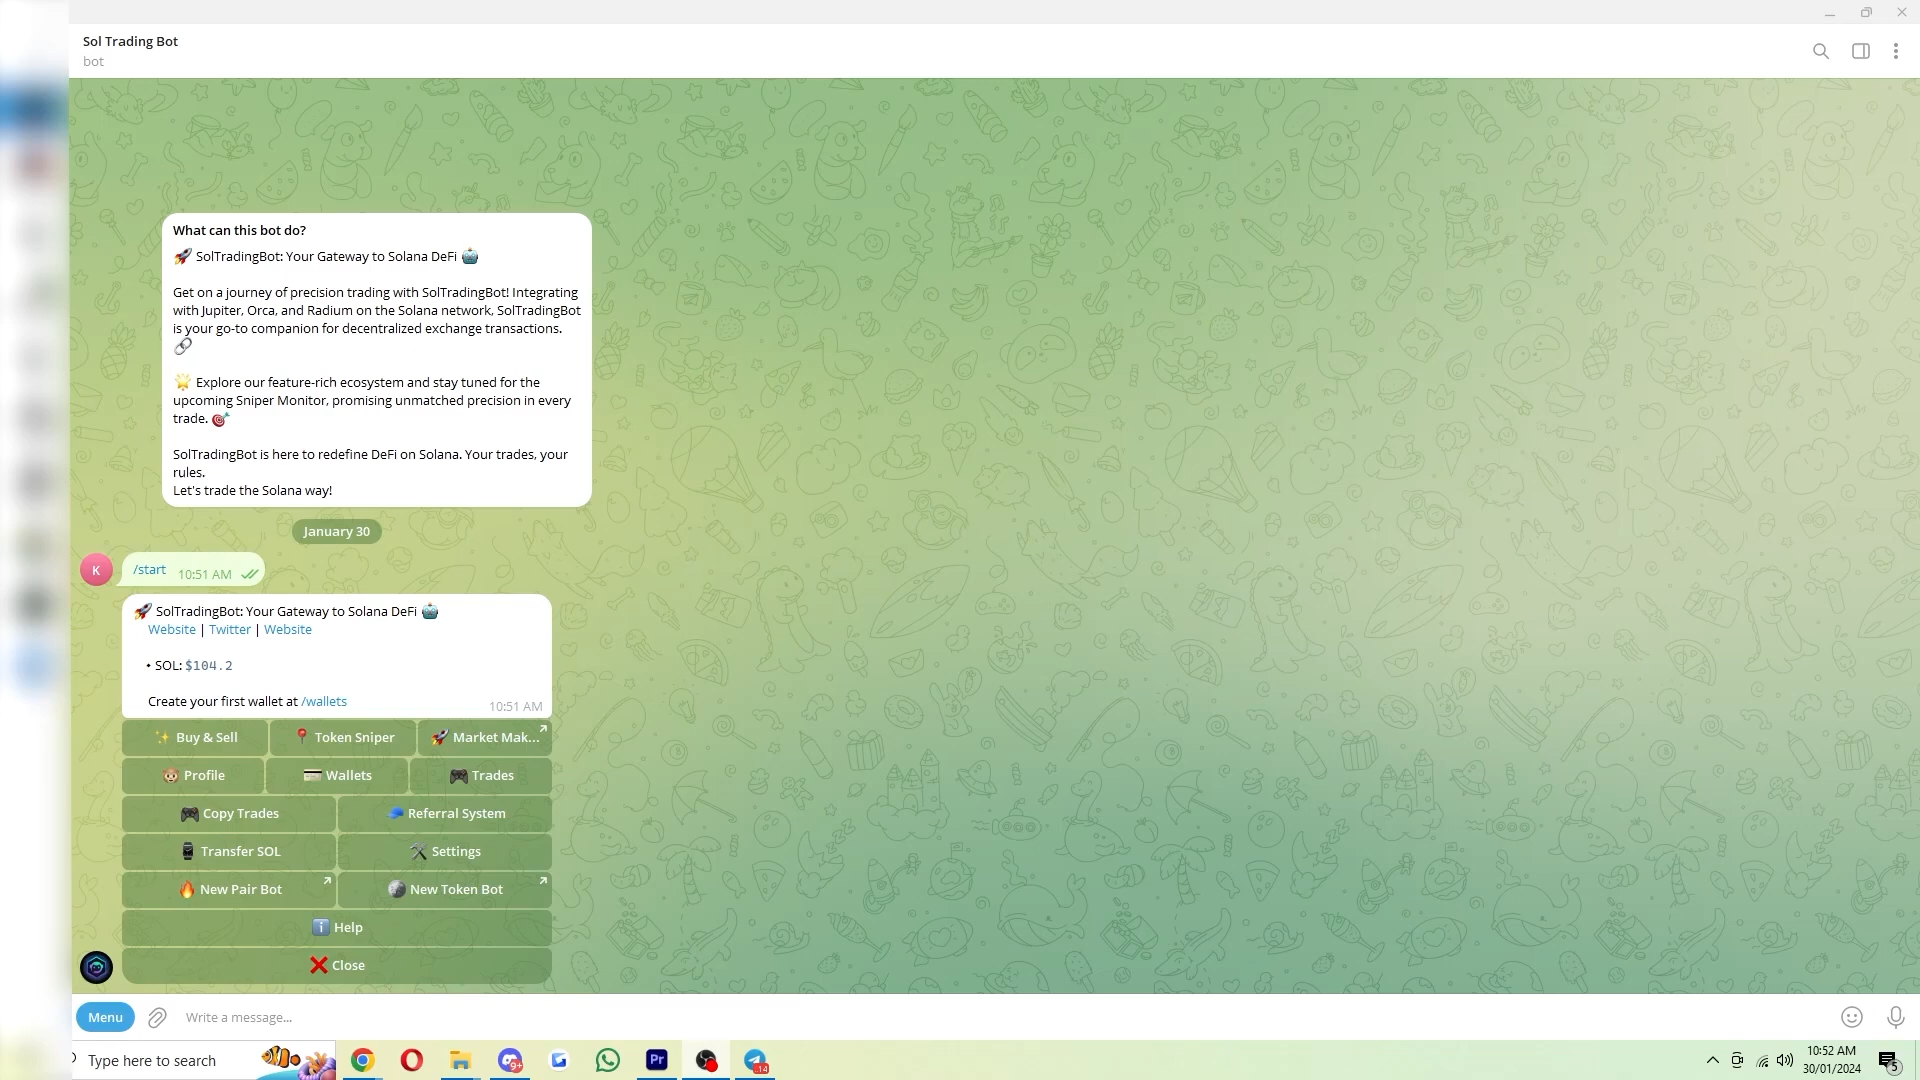 Sol Trading Bot
bot
What can this bot do?
🚀 SolTradingBot: Your Gateway to Solana DeFi 🤖
Get on a journey of precision trading with SolTradingBot! Integrating
with Jupiter, Orca, and Radium on the Solana network, SolTradingBot
is your go-to companion for decentralized exchange transactions.
🔗
🌟 Explore our feature-rich ecosystem and stay tuned for the
upcoming Sniper Monitor, promising unmatched precision in every
trade. 🎯
SolTradingBot is here to redefine DeFi on Solana. Your trades, your
rules.
Let's trade the Solana way!
January 30
K
/start 10:51 AM
🚀 SolTradingBot: Your Gateway to Solana DeFi 🤖
Website | Twitter | Website
• SOL: $104.2
Create your first wallet at /wallets
10:51 AM
✨ Buy & Sell 📍 Token Sniper 🚀 Market Mak...
🐵 Profile 💳 Wallets 🎮 Trades
🎮 Copy Trades 🧢 Referral System
Transfer SOL 🛠 Settings
🔥 New Pair Bot New Token Bot
ℹ️ Help
❌ Close
Menu Write a message...
Type here to search
9+
Pr
14
10:52 AM
30/01/2024
5